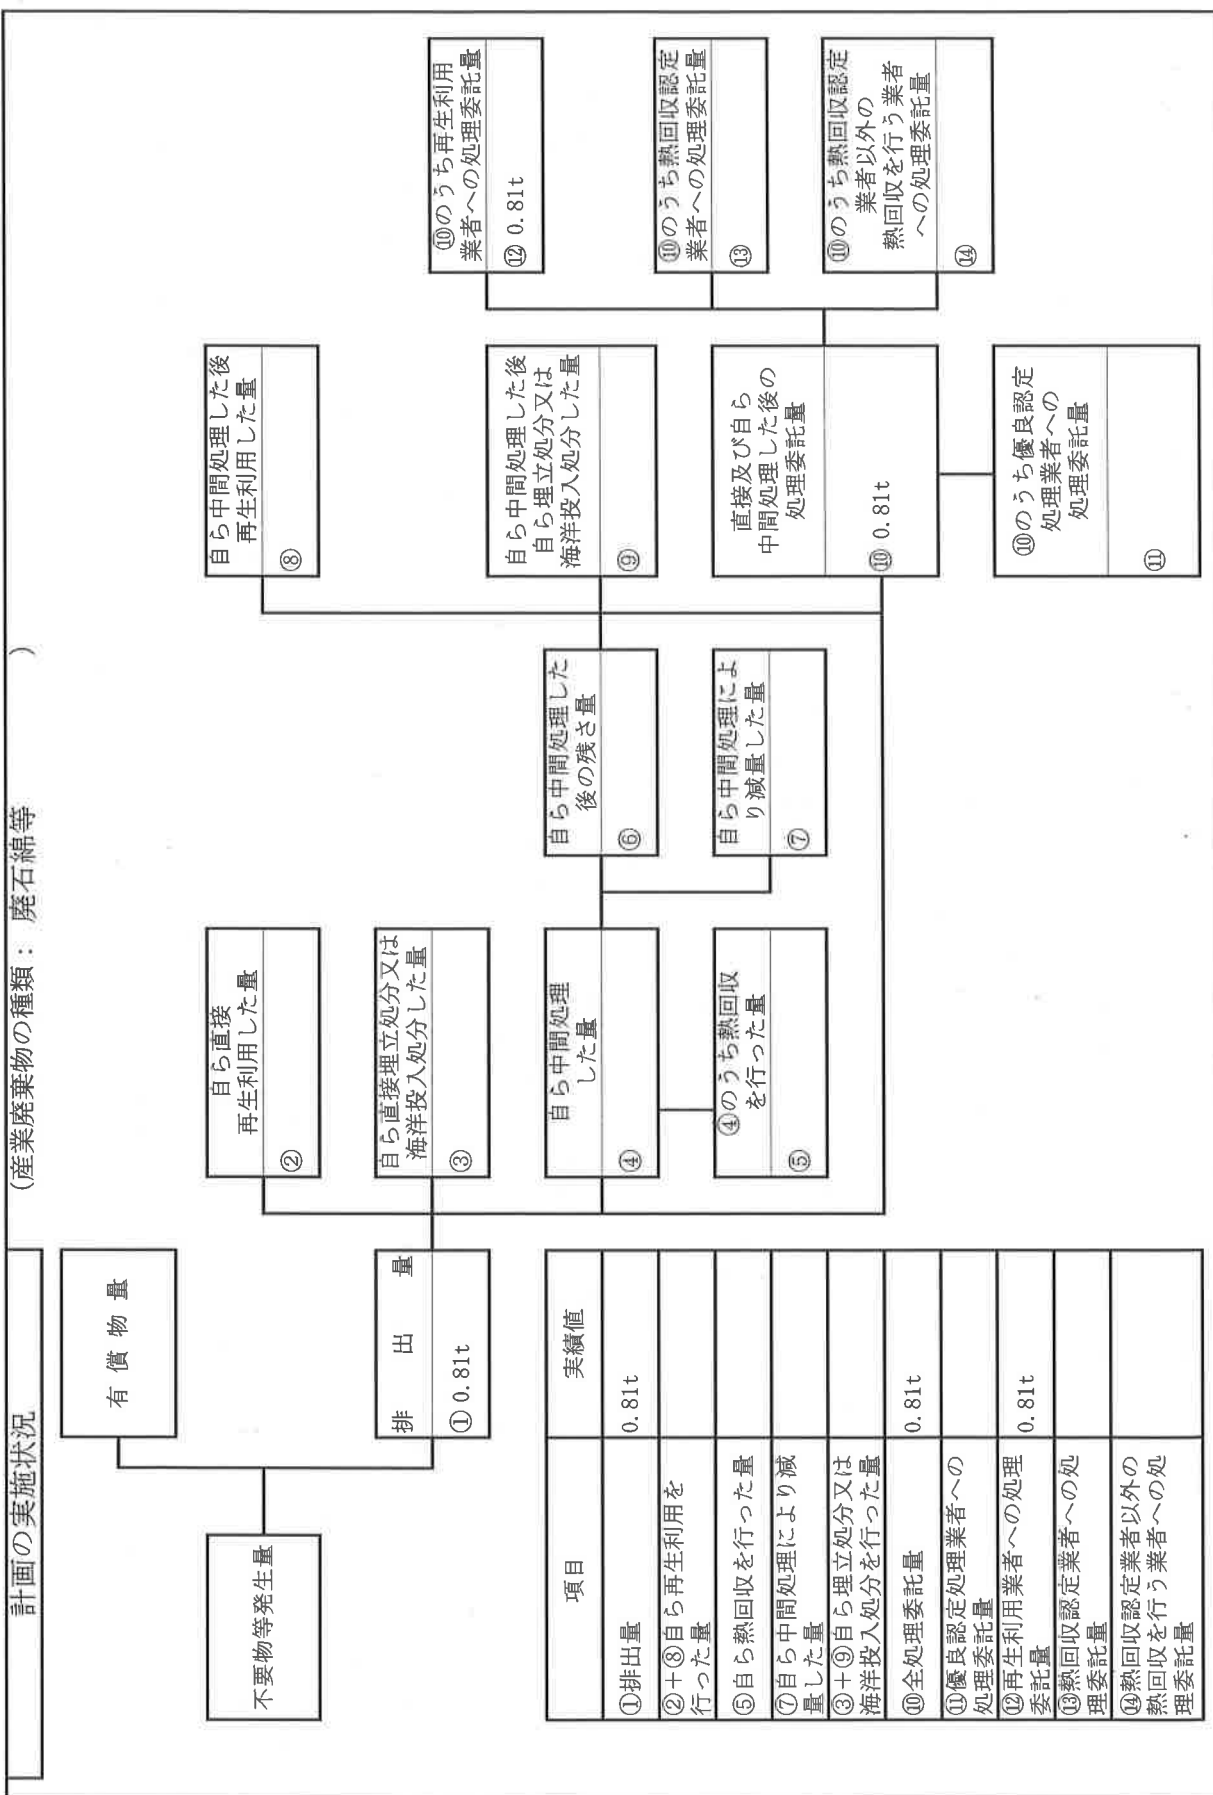 計画の実施状況
(産業廃棄物の種類： 廃石綿等 )
不要物等発生量
有 償 物 量
排 出 量
① 0.81t
自ら直接
再生利用した量
②
自ら直接埋立処分又は
海洋投入処分した量
③
自ら中間処理
した量
④
④のうち熱回収
を行った量
⑤
自ら中間処理した
後の残さ量
⑥
自ら中間処理によ
り減量した量
⑦
自ら中間処理した後
再生利用した量
⑧
自ら中間処理した後
自ら埋立処分又は
海洋投入処分した量
⑨
直接及び自ら
中間処理した後の
処理委託量
⑩ 0.81t
⑩のうち優良認定
処理業者への
処理委託量
⑪
⑩のうち再生利用
業者への処理委託量
⑫ 0.81t
⑩のうち熱回収認定
業者への処理委託量
⑬
⑩のうち熱回収認定
業者以外の
熱回収を行う業者
への処理委託量
⑭
項目 実績値
①排出量 0.81t
②＋⑧自ら再生利用を
行った量
⑤自ら熱回収を行った量
⑦自ら中間処理により減
量した量
③＋⑨自ら埋立処分又は
海洋投入処分を行った量
⑩全処理委託量 0.81t
⑪優良認定処理業者への
処理委託量
⑫再生利用業者への処理
委託量 0.81t
⑬熱回収認定業者への処
理委託量
⑭熱回収認定業者以外の
熱回収を行う業者への処
理委託量